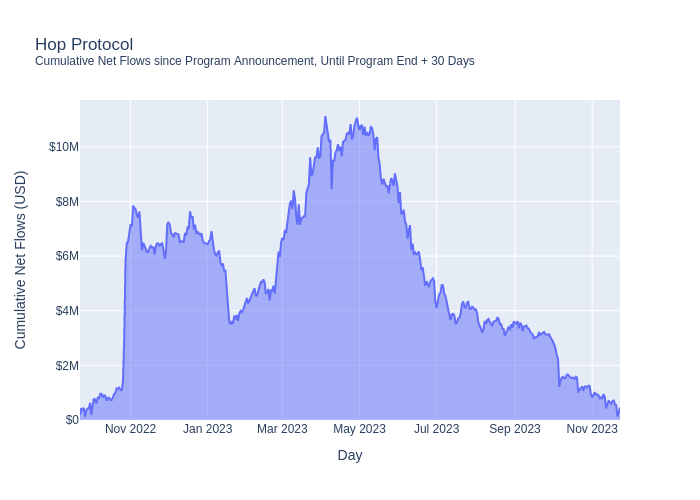 Hop Protocol
Cumulative Net Flows since Program Announcement, Until Program End + 30 Days
Cumulative Net Flows (USD)
$10M
$8M
$6M
$4M
$2M
$0
Nov 2022 Jan 2023 Mar 2023 May 2023 Jul 2023 Sep 2023 Nov 2023
Day